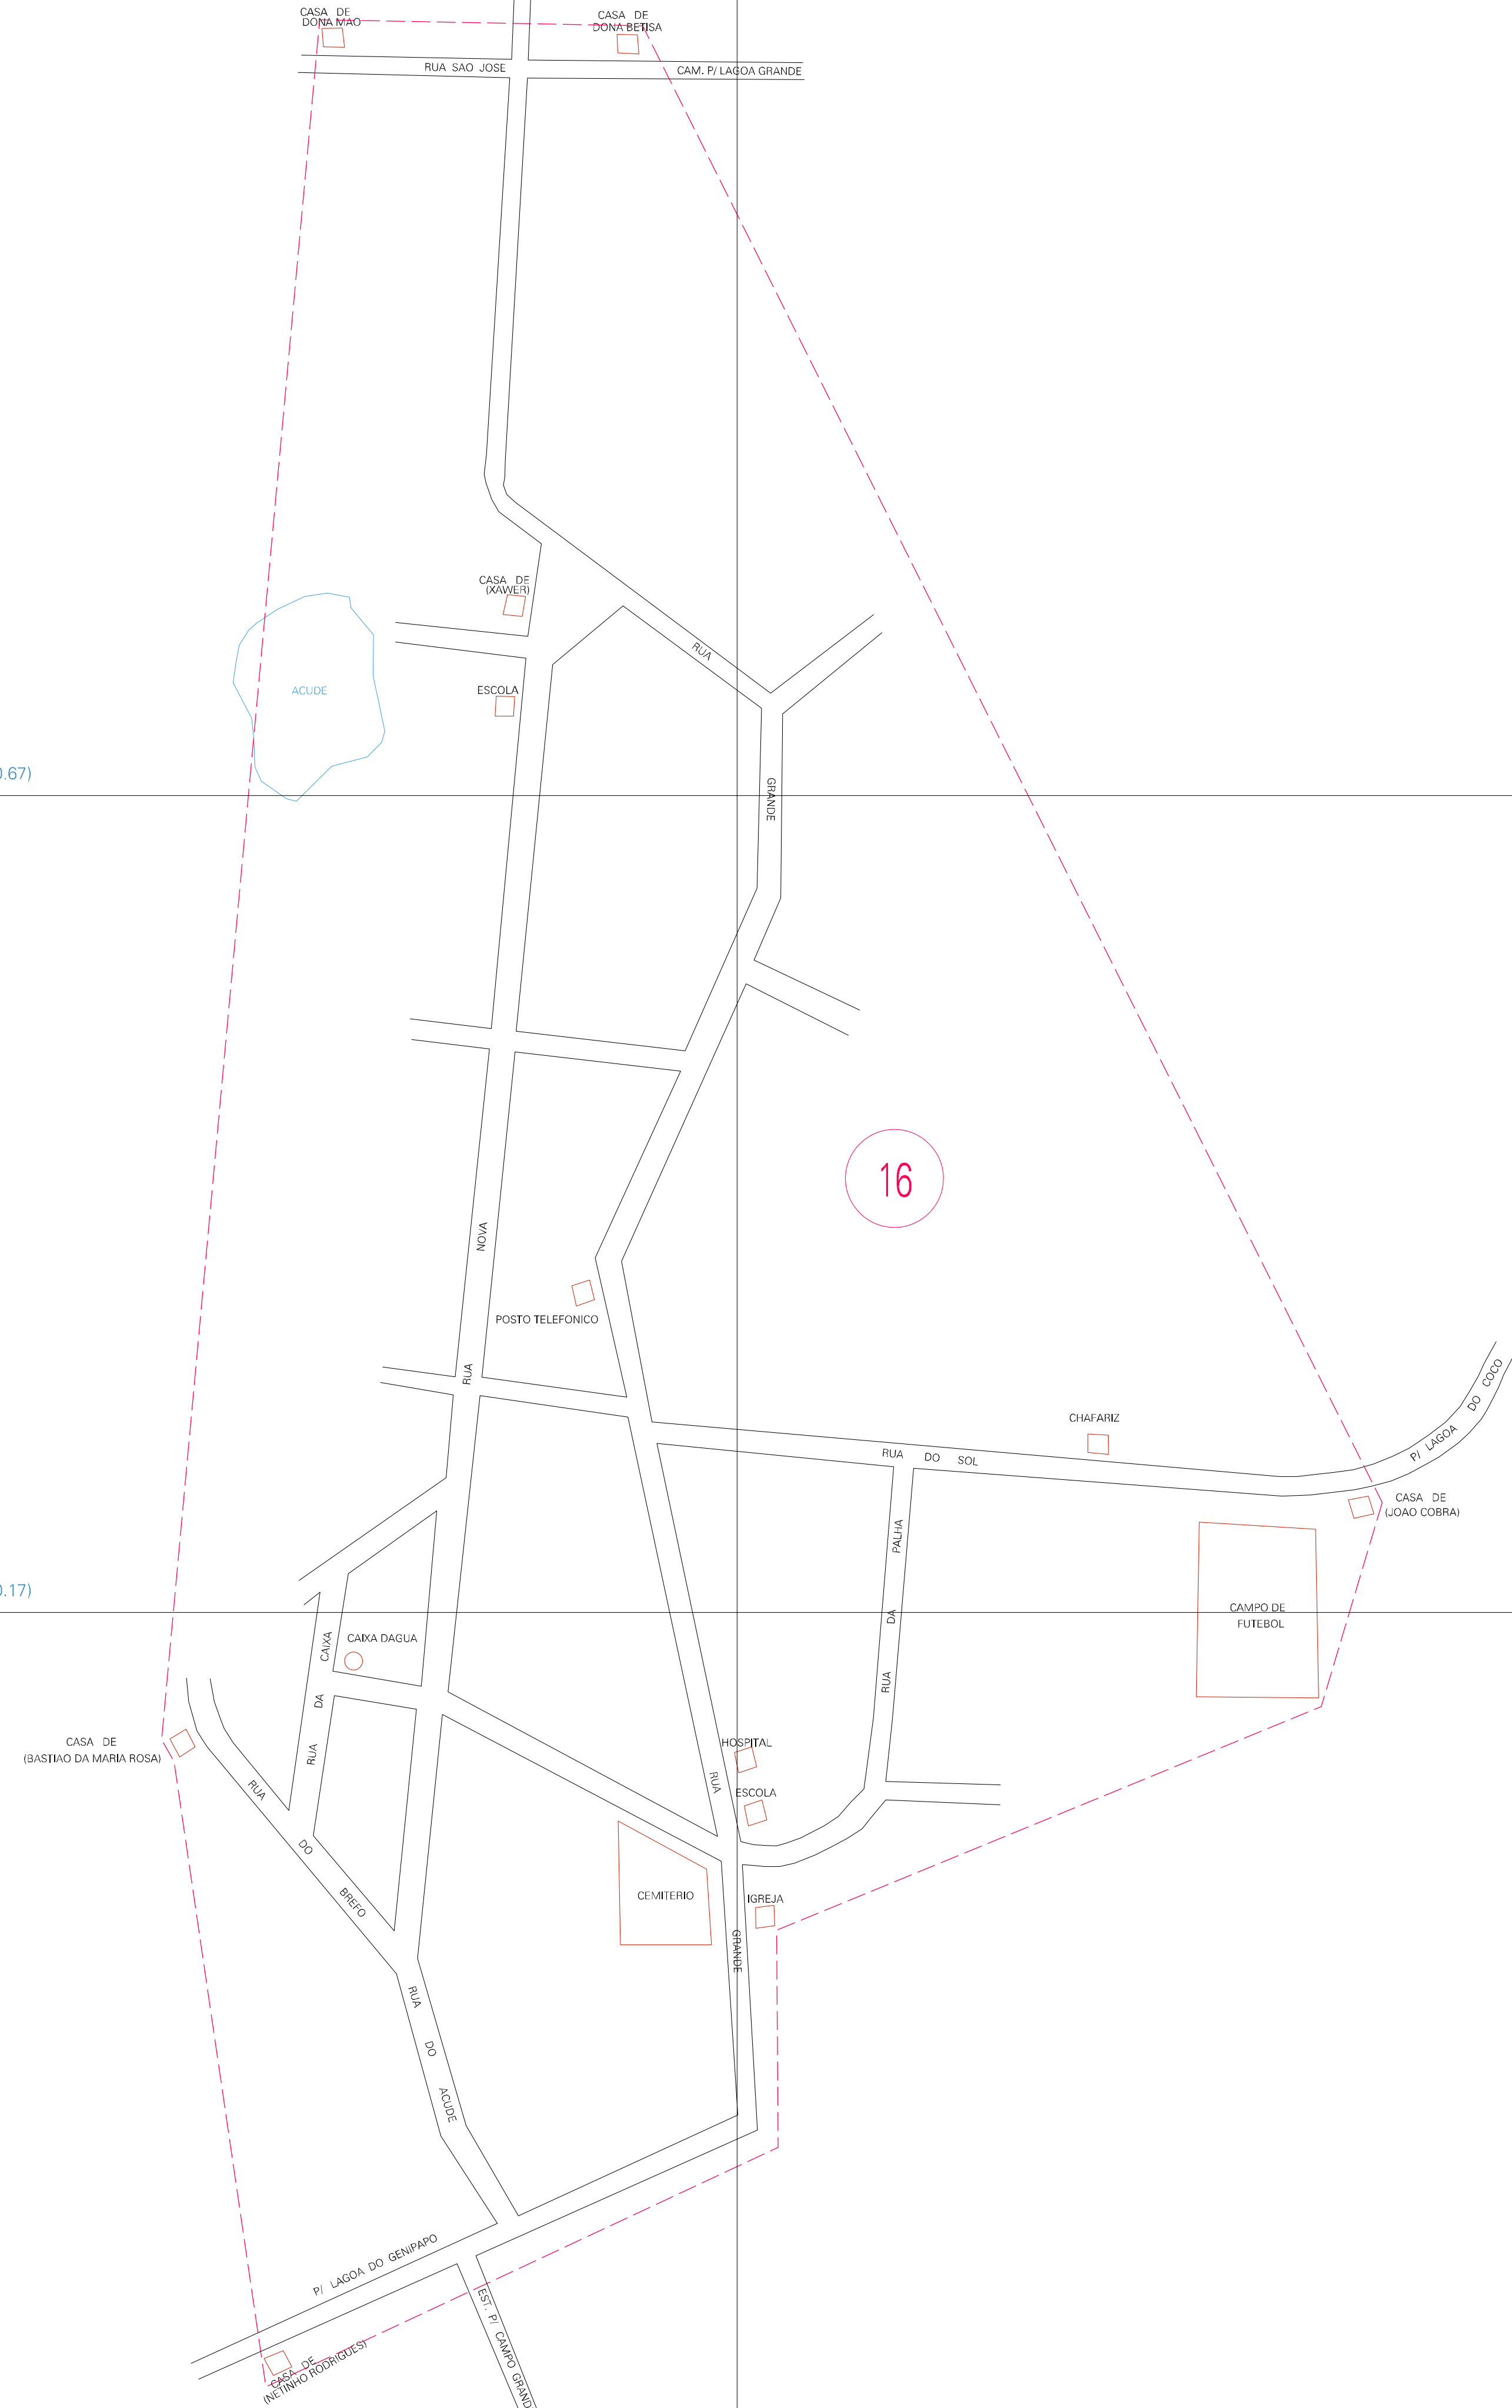 CASA DE
DONA MAO
CASA DE
DONA BETISA
RUA SAO JOSE
CAM. P/ LAGOA GRANDE
CASA DE
(XAWER)
RUA
ESCOLA
ACUDE
0.67)
GRANDE
16
NOVA
POSTO TELEFONICO
RUA
CHAFARIZ
P/ LAGOA DO COCO
RUA DO SOL
CASA DE
(JOAO COBRA)
RUA DA PALHA
0.17)
CAMPO DE
FUTEBOL
CAIXA DAGUA
RUA DA CAIXA
CASA DE
(BASTIAO DA MARIA ROSA)
HOSPITAL
RUA
ESCOLA
RUA DO BREFO
CEMITERIO
IGREJA
GRANDE
RUA DO ACUDE
P/ LAGOA DO GENIPAPO
EST. P/ CAMPO GRAND
CASA DE
(NETINHO RODRIGUES)